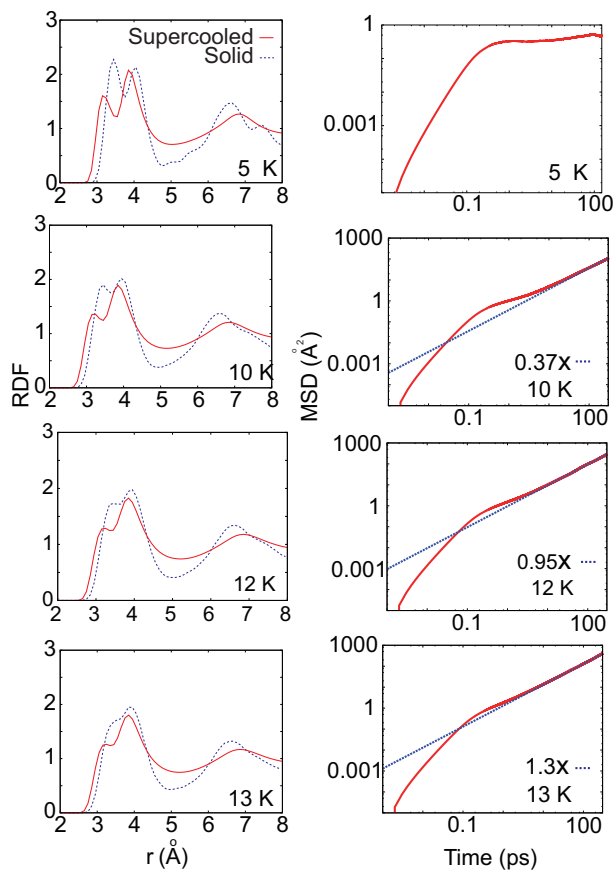 3
Supercooled
Solid
2
1
0
5 K
2 3 4 5 6 7 8
1
0.001
5 K
0.1 100
3
2
1
0
10 K
2 3 4 5 6 7 8
1000
1
0.001
0.37x
10 K
0.1 100
RDF
MSD (Å²)
3
2
1
0
12 K
2 3 4 5 6 7 8
1000
1
0.001
0.95x
12 K
0.1 100
3
2
1
0
13 K
2 3 4 5 6 7 8
r (Å)
1000
1
0.001
1.3x
13 K
0.1 100
Time (ps)